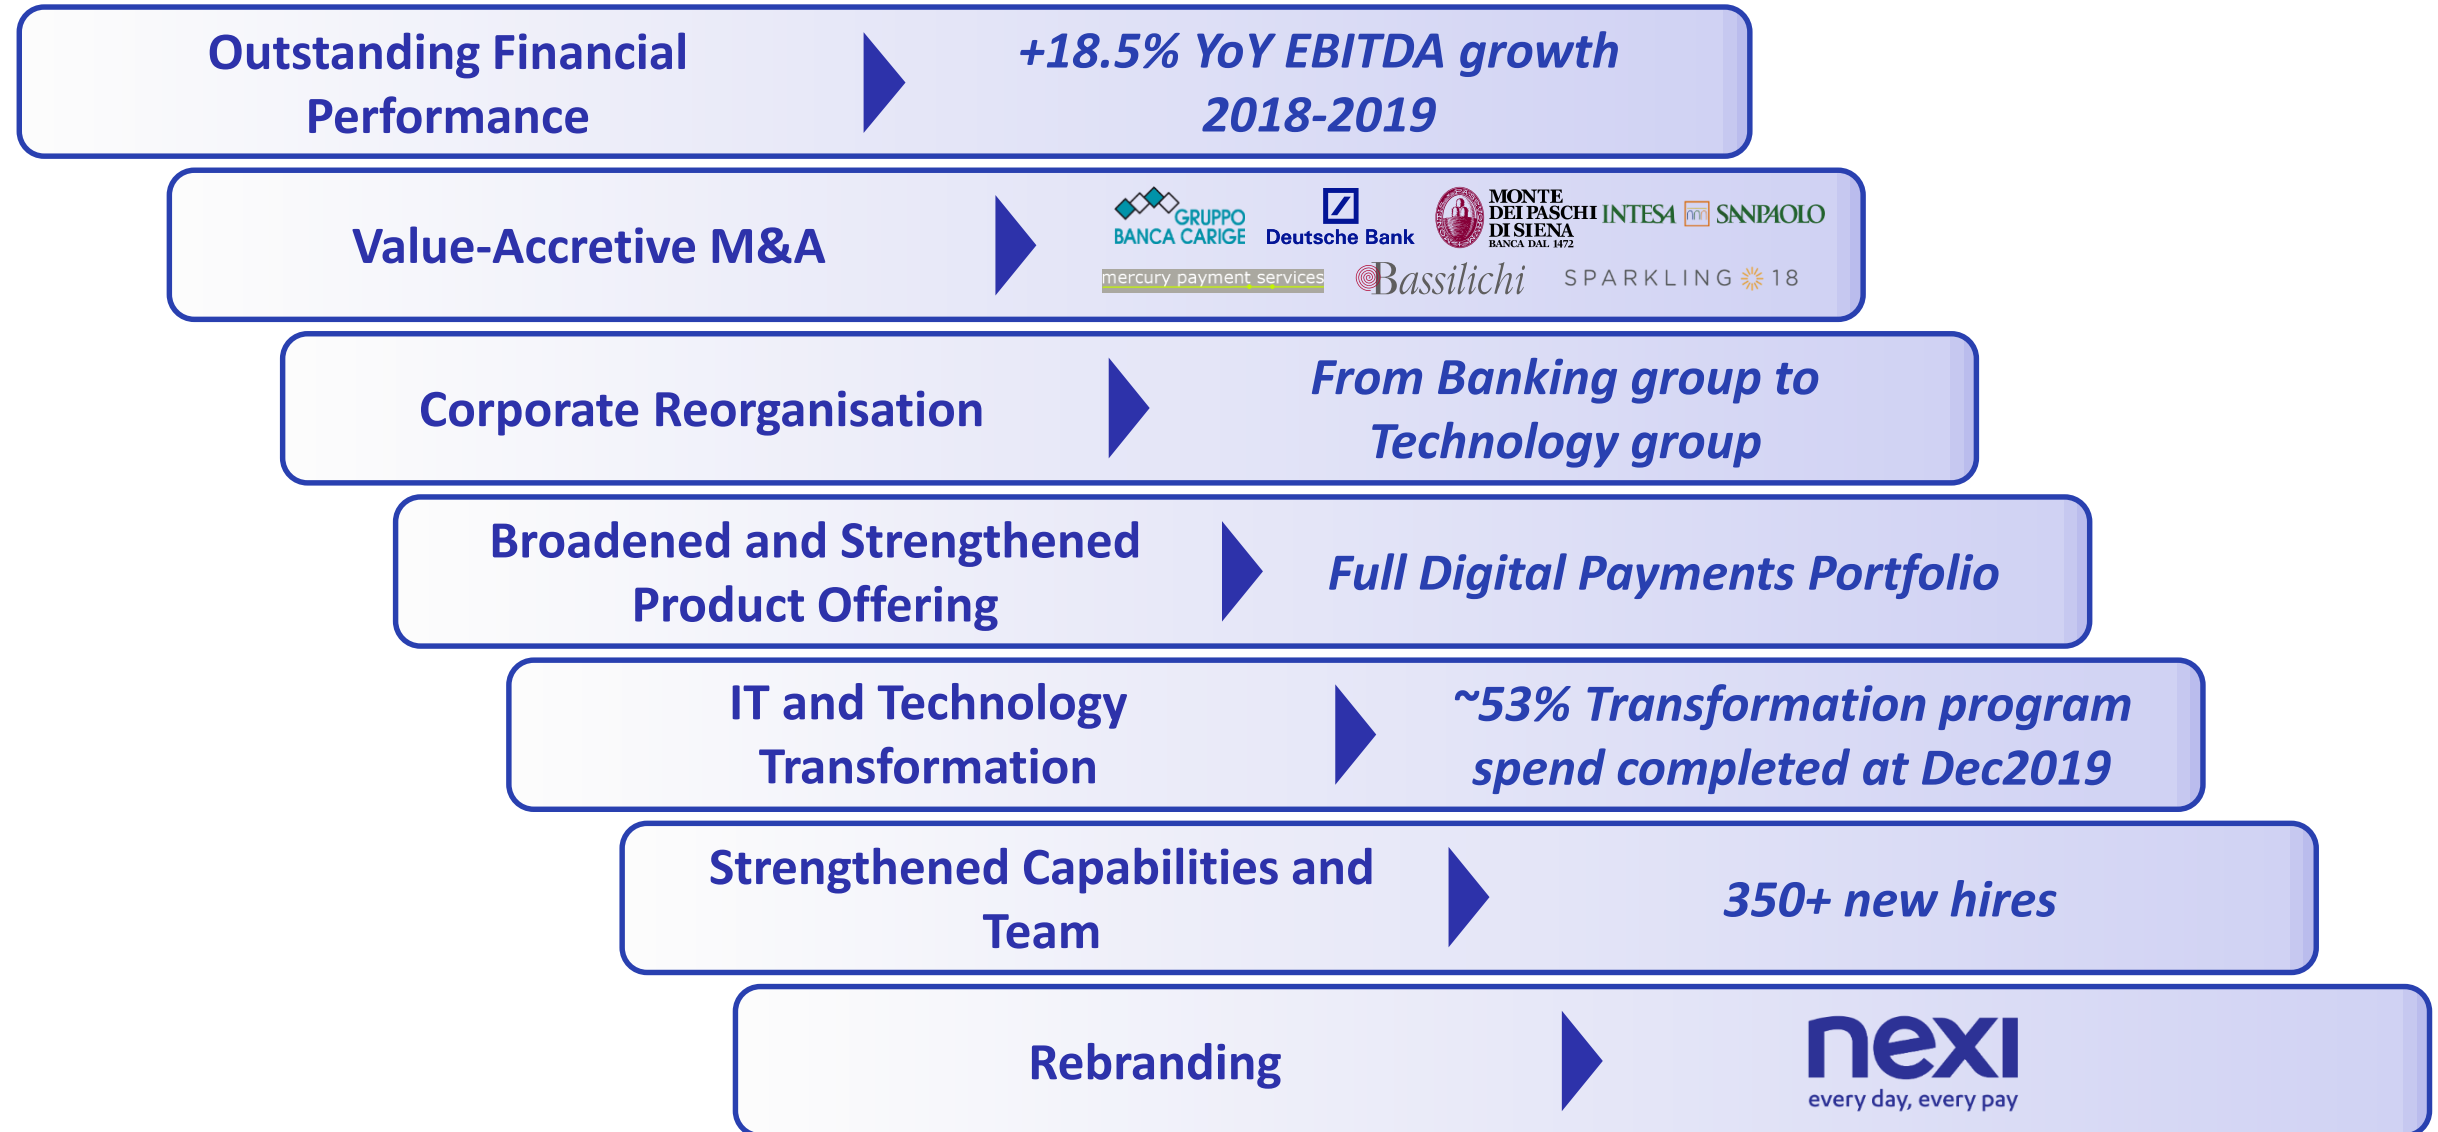 Outstanding Financial
Performance
+18.5% YoY EBITDA growth
2018-2019
Value-Accretive M&A
GRUPPO
BANCA CARIGE
Deutsche Bank
MONTE
DEI PASCHI
DI SIENA
BANCA DAL 1472
INTESA SANPAOLO
mercury payment services
Bassilichi
SPARKLING 18
Corporate Reorganisation
From Banking group to
Technology group
Broadened and Strengthened
Product Offering
Full Digital Payments Portfolio
IT and Technology
Transformation
~53% Transformation program
spend completed at Dec2019
Strengthened Capabilities and
Team
350+ new hires
Rebranding
nexi
every day, every pay